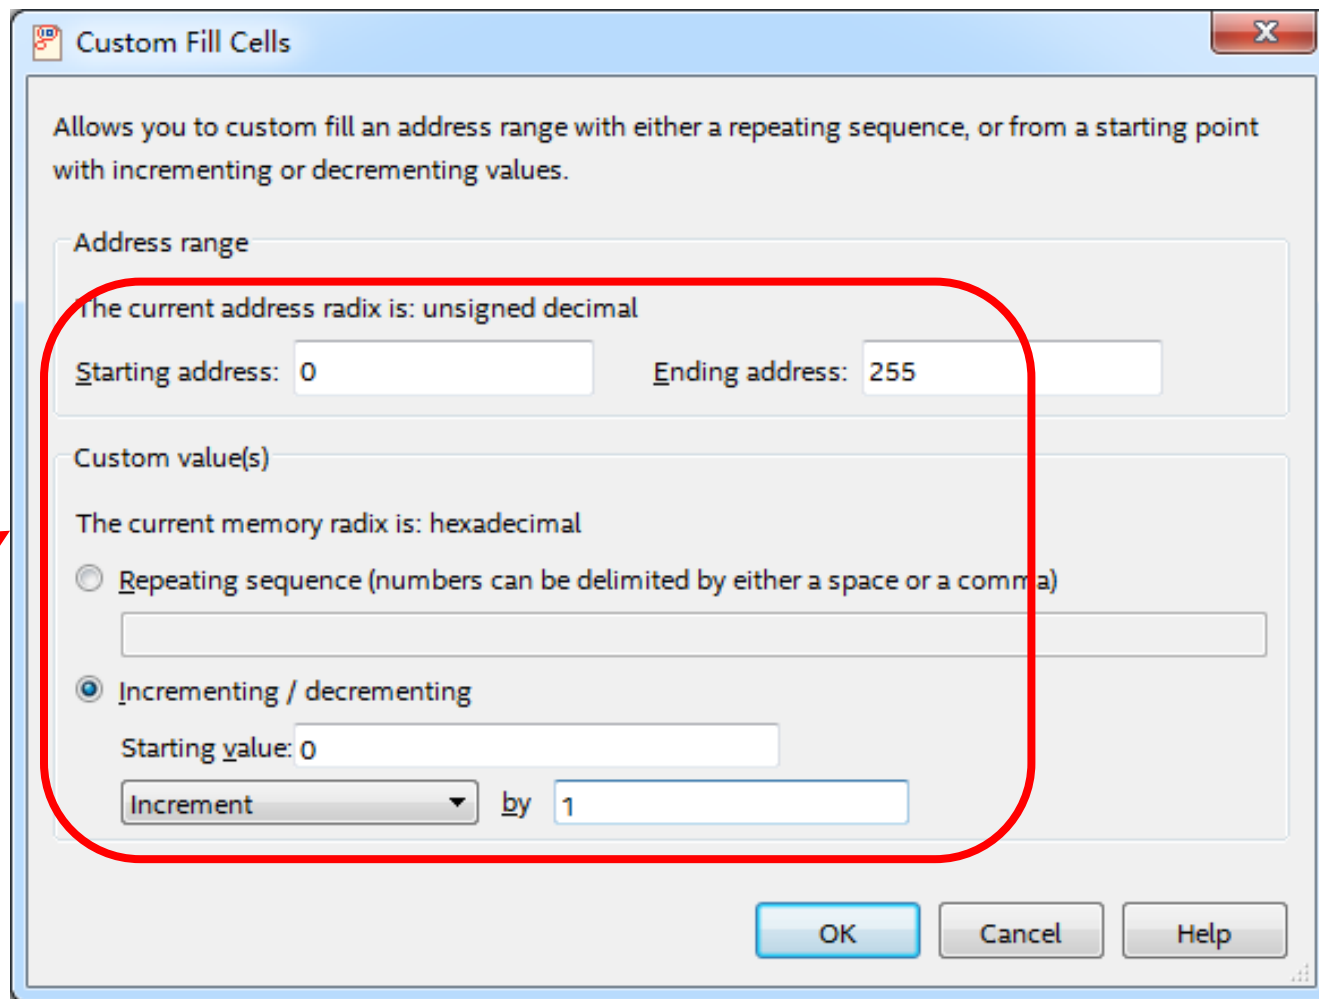 Custom Fill Cells
Allows you to custom fill an address range with either a repeating sequence, or from a starting point
with incrementing or decrementing values.
Address range
The current address radix is: unsigned decimal
Starting address: 0 Ending address: 255
Custom value(s)
The current memory radix is: hexadecimal
Repeating sequence (numbers can be delimited by either a space or a comma)
Incrementing / decrementing
Starting value: 0
Increment by 1
OK Cancel Help